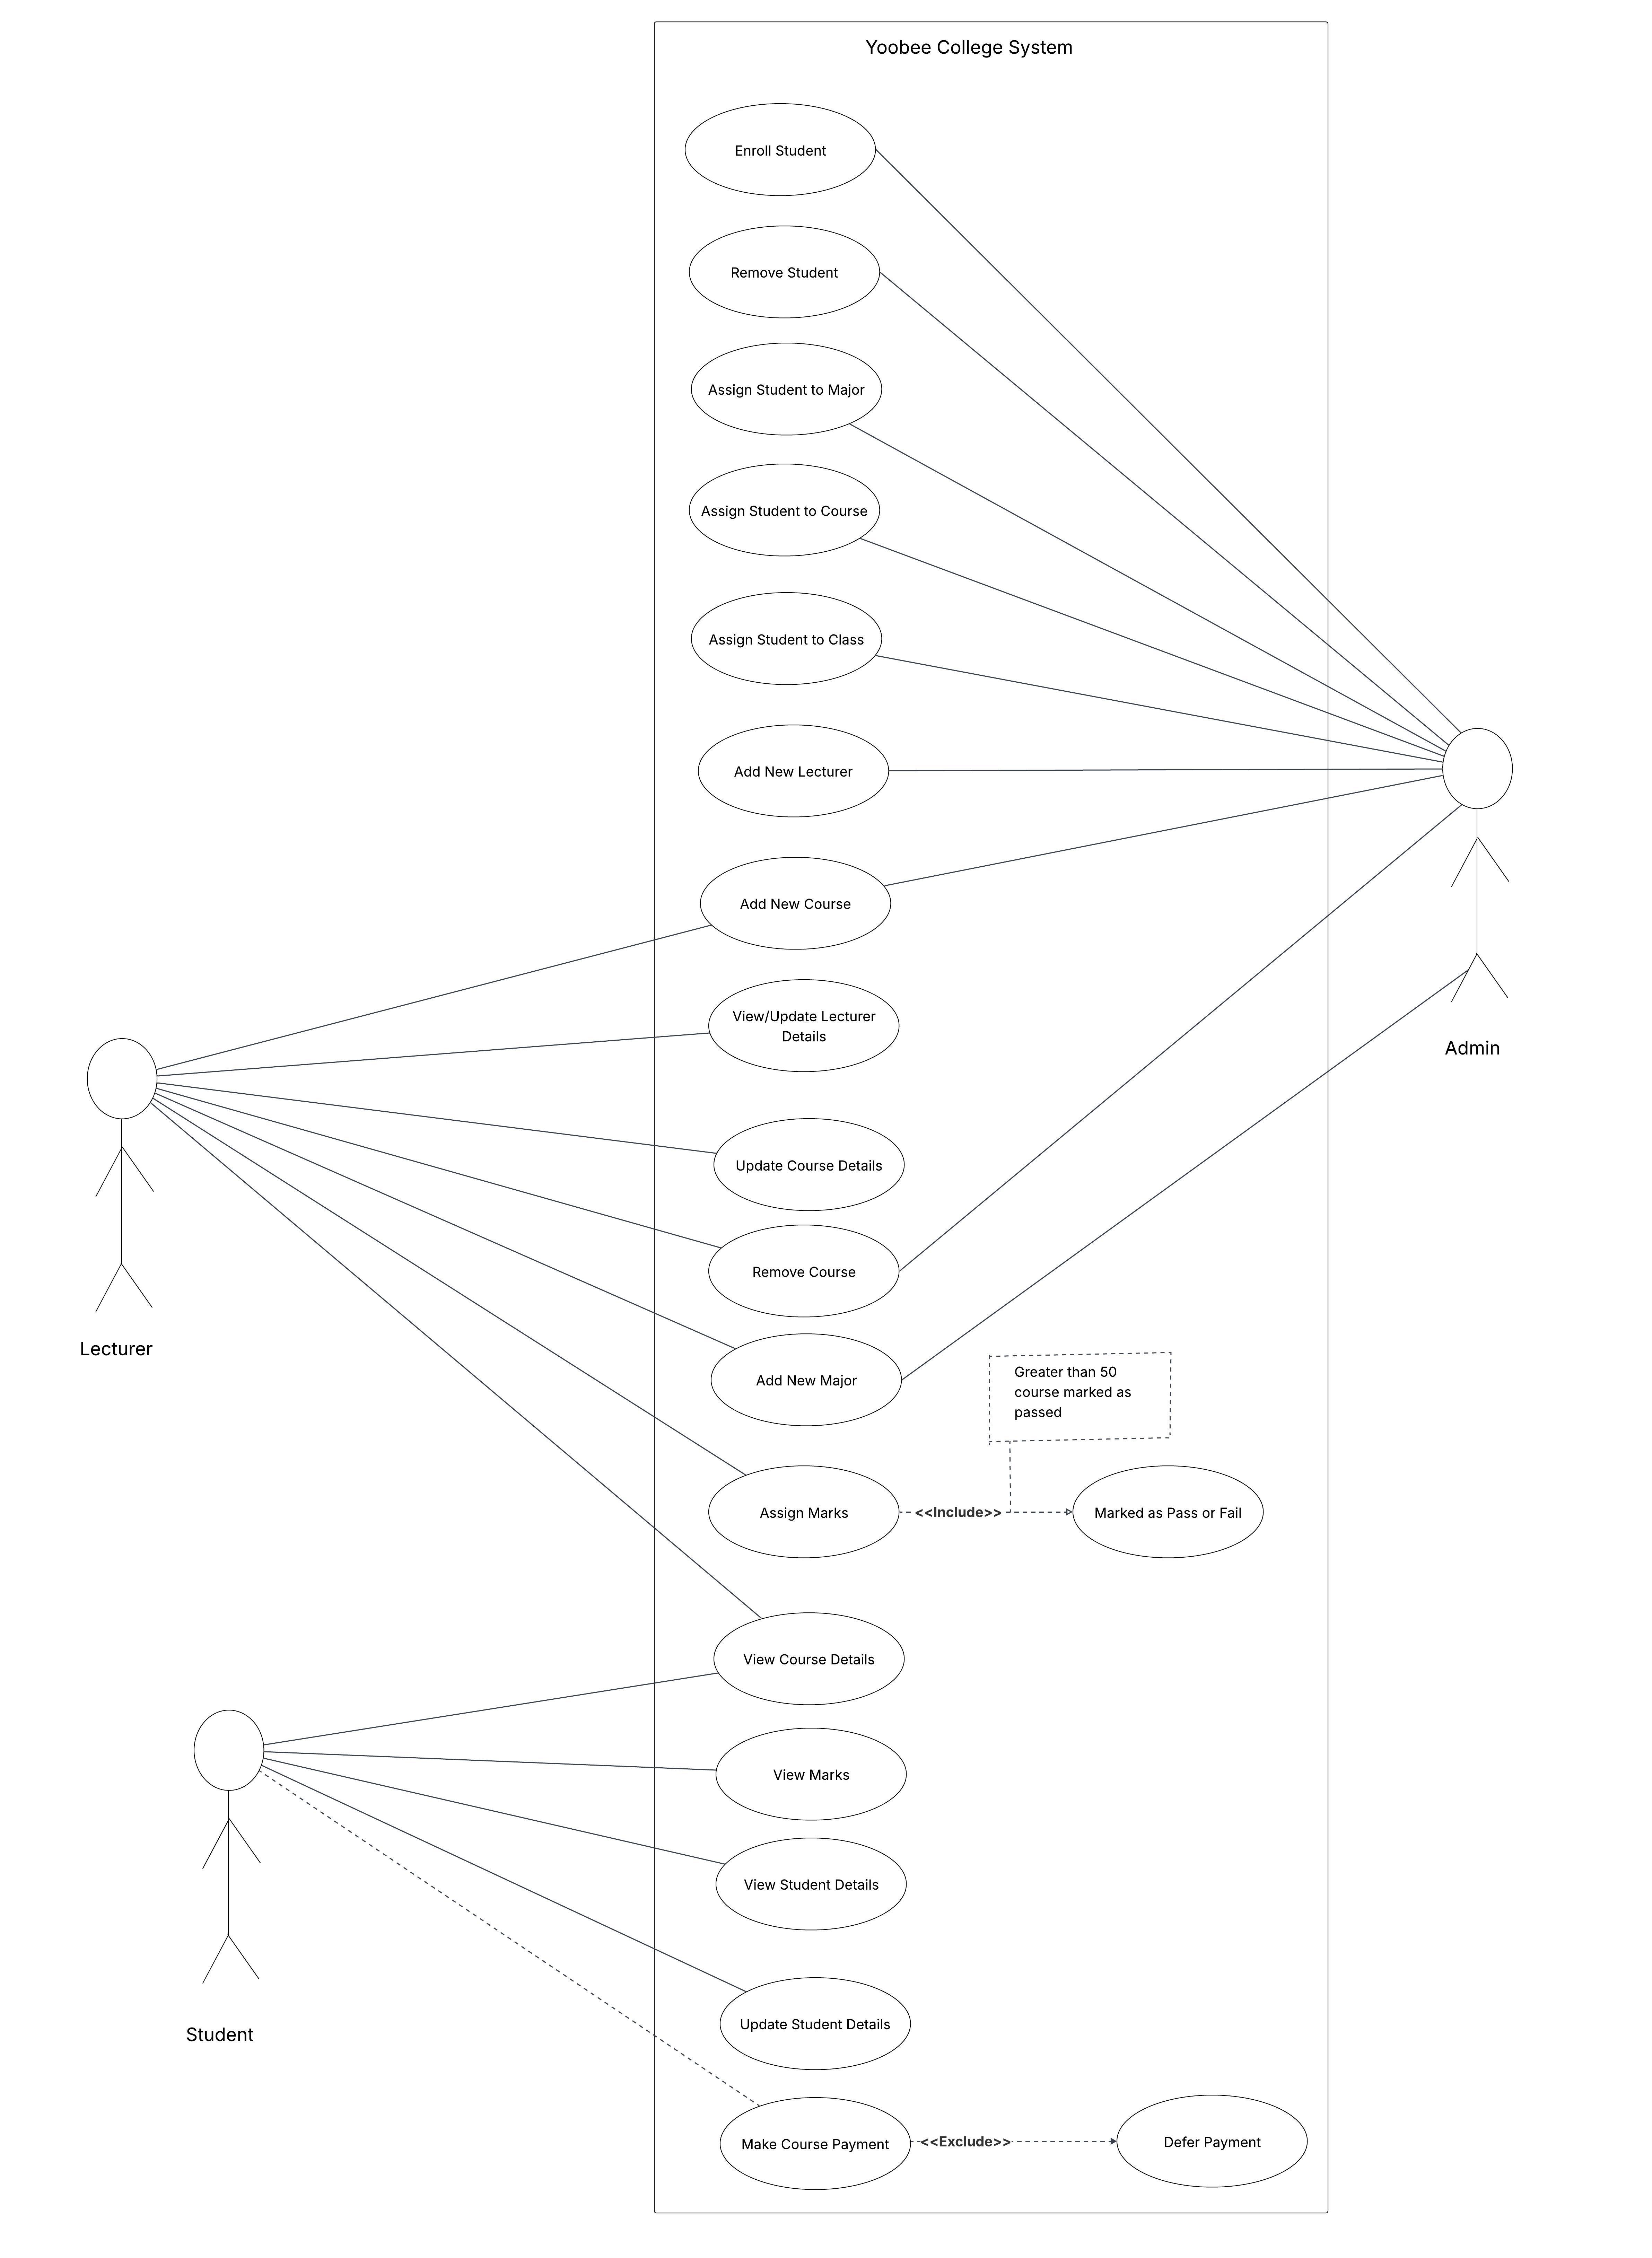 Yoobee College System
Enroll Student
Remove Student
Assign Student to Major
Assign Student to Course
Assign Student to Class
Add New Lecturer
Add New Course
View/Update Lecturer
Details
Admin
Update Course Details
Remove Course
Lecturer
Add New Major
Greater than 50
course marked as
passed
Assign Marks
<<Include>>
Marked as Pass or Fail
View Course Details
View Marks
View Student Details
Update Student Details
Student
Make Course Payment
<<Exclude>>
Defer Payment